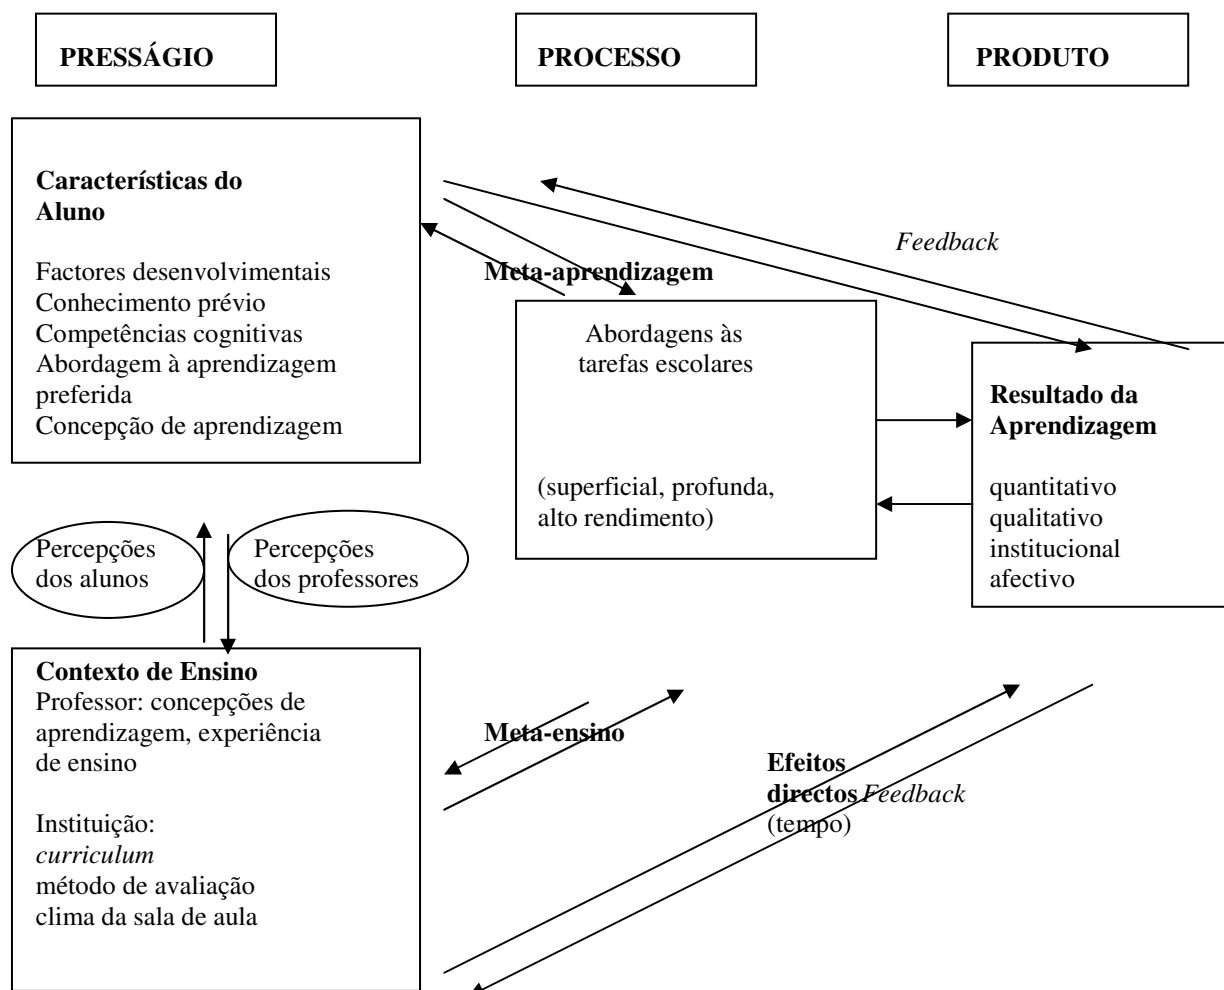 PRESSÁGIO
PROCESSO
PRODUTO
Característísticas do
Aluno
Factores desenvolvimentais
Conhecimento prévio
Competências cognitivas
Abordagem à aprendizagem
preferida
Concepção de aprendizagem
Feedback
Meta-aprendizagem
Abordagens às
tarefas escolares
(superficial, profunda,
alto rendimento)
Resultado da
Aprendizagem
quantitativo
qualitativo
institucional
afectivo
Percepções
dos alunos
Percepções
dos professores
Contexto de Ensino
Professor: concepções de
aprendizagem, experiência
de ensino
Instituição:
curriculum
método de avaliação
clima da sala de aula
Meta-ensino
Efeitos
directos Feedback
(tempo)